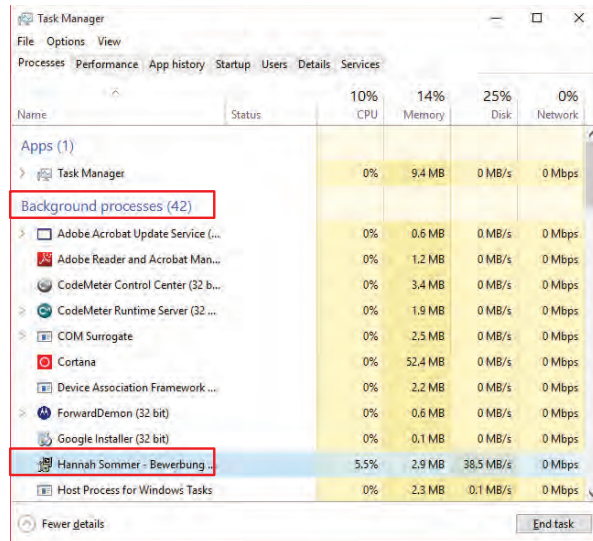 Task Manager
File Options View
Processes Performance App history Startup Users Details Services
10% 14% 25% 0%
Name Status CPU Memory Disk Network
Apps (1)
Task Manager 0% 9.4 MB 0 MB/s 0 Mbps
Background processes (42)
Adobe Acrobat Update Service (... 0% 0.6 MB 0 MB/s 0 Mbps
Adobe Reader and Acrobat Man... 0% 1.2 MB 0 MB/s 0 Mbps
CodeMeter Control Center (32 b... 0% 3.4 MB 0 MB/s 0 Mbps
CodeMeter Runtime Server (32 ... 0% 1.9 MB 0 MB/s 0 Mbps
COM Surrogate 0% 2.5 MB 0 MB/s 0 Mbps
Cortana 0% 52.4 MB 0 MB/s 0 Mbps
Device Association Framework ... 0% 2.2 MB 0 MB/s 0 Mbps
ForwardDemon (32 bit) 0% 0.6 MB 0 MB/s 0 Mbps
Google Installer (32 bit) 0% 0.1 MB 0 MB/s 0 Mbps
Hannah Sommer - Bewerbung ... 5.5% 2.9 MB 38.5 MB/s 0 Mbps
Host Process for Windows Tasks 0% 2.3 MB 0.1 MB/s 0 Mbps
Fewer details End task